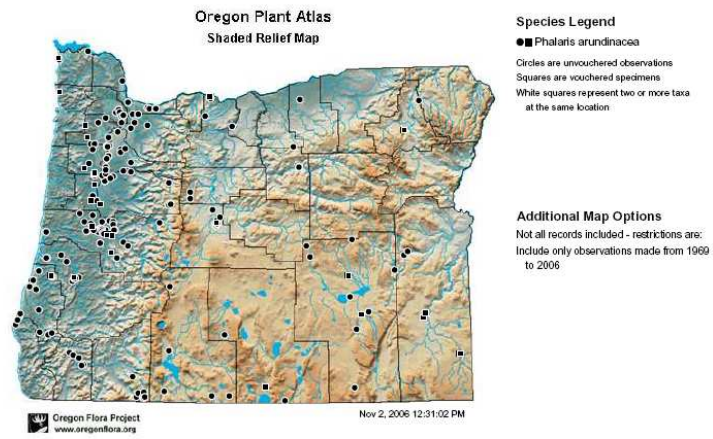 Oregon Plant Atlas
Shaded Relief Map
Species Legend
Phalaris arundinacea
Circles are unvouchered observations
Squares are vouchered specimens
White squares represent two or more taxa
at the same location
Additional Map Options
Not all records included - restrictions are:
Include only observations made from 1969
to 2006
Oregon Flora Project
www.oregonflora.org
Nov 2, 2006 12:31:02 PM